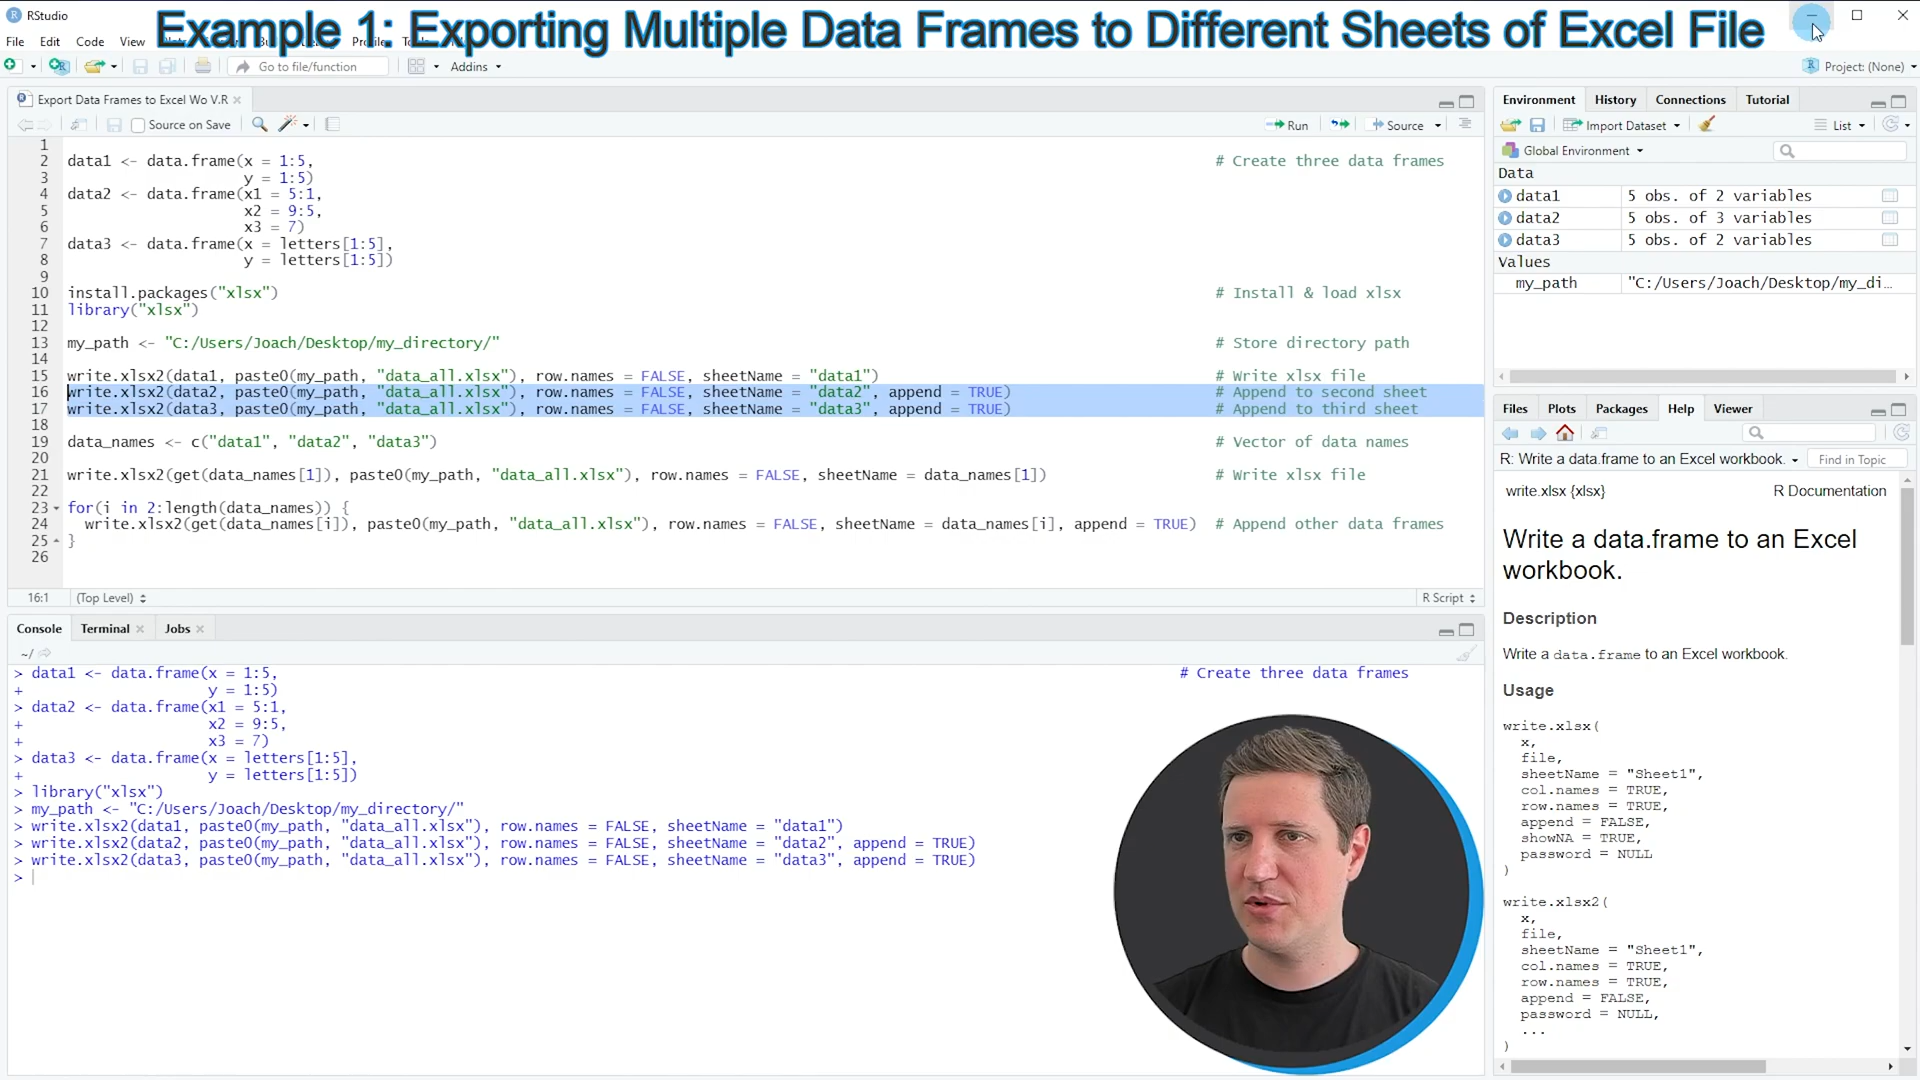 RStudio
Example 1: Exporting Multiple Data Frames to Different Sheets of Excel File
File Edit Code View
Go to file/function Addins
Project: (None)
Export Data Frames to Excel Wo V.R
Source on Save
Run Source
1
2 data1 <- data.frame(x = 1:5, # Create three data frames
3 y = 1:5)
4 data2 <- data.frame(x1 = 5:1,
5 x2 = 9:5,
6 x3 = 7)
7 data3 <- data.frame(x = letters[1:5],
8 y = letters[1:5])
9
10 install.packages("xlsx") # Install & load xlsx
11 library("xlsx")
12
13 my_path <- "C:/Users/Joach/Desktop/my_directory/" # Store directory path
14
15 write.xlsx2(data1, paste0(my_path, "data_all.xlsx"), row.names = FALSE, sheetName = "data1") # Write xlsx file
16 write.xlsx2(data2, paste0(my_path, "data_all.xlsx"), row.names = FALSE, sheetName = "data2", append = TRUE) # Append to second sheet
17 write.xlsx2(data3, paste0(my_path, "data_all.xlsx"), row.names = FALSE, sheetName = "data3", append = TRUE) # Append to third sheet
18
19 data_names <- c("data1", "data2", "data3") # Vector of data names
20
21 write.xlsx2(get(data_names[1]), paste0(my_path, "data_all.xlsx"), row.names = FALSE, sheetName = data_names[1]) # Write xlsx file
22
23 for(i in 2:length(data_names)) {
24 write.xlsx2(get(data_names[i]), paste0(my_path, "data_all.xlsx"), row.names = FALSE, sheetName = data_names[i], append = TRUE) # Append other data frames
25 }
26
16:1 (Top Level) R Script
Console Terminal Jobs
~/
> data1 <- data.frame(x = 1:5, # Create three data frames
+ y = 1:5)
> data2 <- data.frame(x1 = 5:1,
+ x2 = 9:5,
+ x3 = 7)
> data3 <- data.frame(x = letters[1:5],
+ y = letters[1:5])
> library("xlsx")
> my_path <- "C:/Users/Joach/Desktop/my_directory/"
> write.xlsx2(data1, paste0(my_path, "data_all.xlsx"), row.names = FALSE, sheetName = "data1")
> write.xlsx2(data2, paste0(my_path, "data_all.xlsx"), row.names = FALSE, sheetName = "data2", append = TRUE)
> write.xlsx2(data3, paste0(my_path, "data_all.xlsx"), row.names = FALSE, sheetName = "data3", append = TRUE)
>
Environment History Connections Tutorial
Import Dataset List
Global Environment
Data
data1 5 obs. of 2 variables
data2 5 obs. of 3 variables
data3 5 obs. of 2 variables
Values
my_path "C:/Users/Joach/Desktop/my_di…
Files Plots Packages Help Viewer
R: Write a data.frame to an Excel workbook. Find in Topic
write.xlsx {xlsx} R Documentation
Write a data.frame to an Excel
workbook.
Description
Write a data.frame to an Excel workbook.
Usage
write.xlsx(
x,
file,
sheetName = "Sheet1",
col.names = TRUE,
row.names = TRUE,
append = FALSE,
showNA = TRUE,
password = NULL
)
write.xlsx2(
x,
file,
sheetName = "Sheet1",
col.names = TRUE,
row.names = TRUE,
append = FALSE,
password = NULL,
...
)